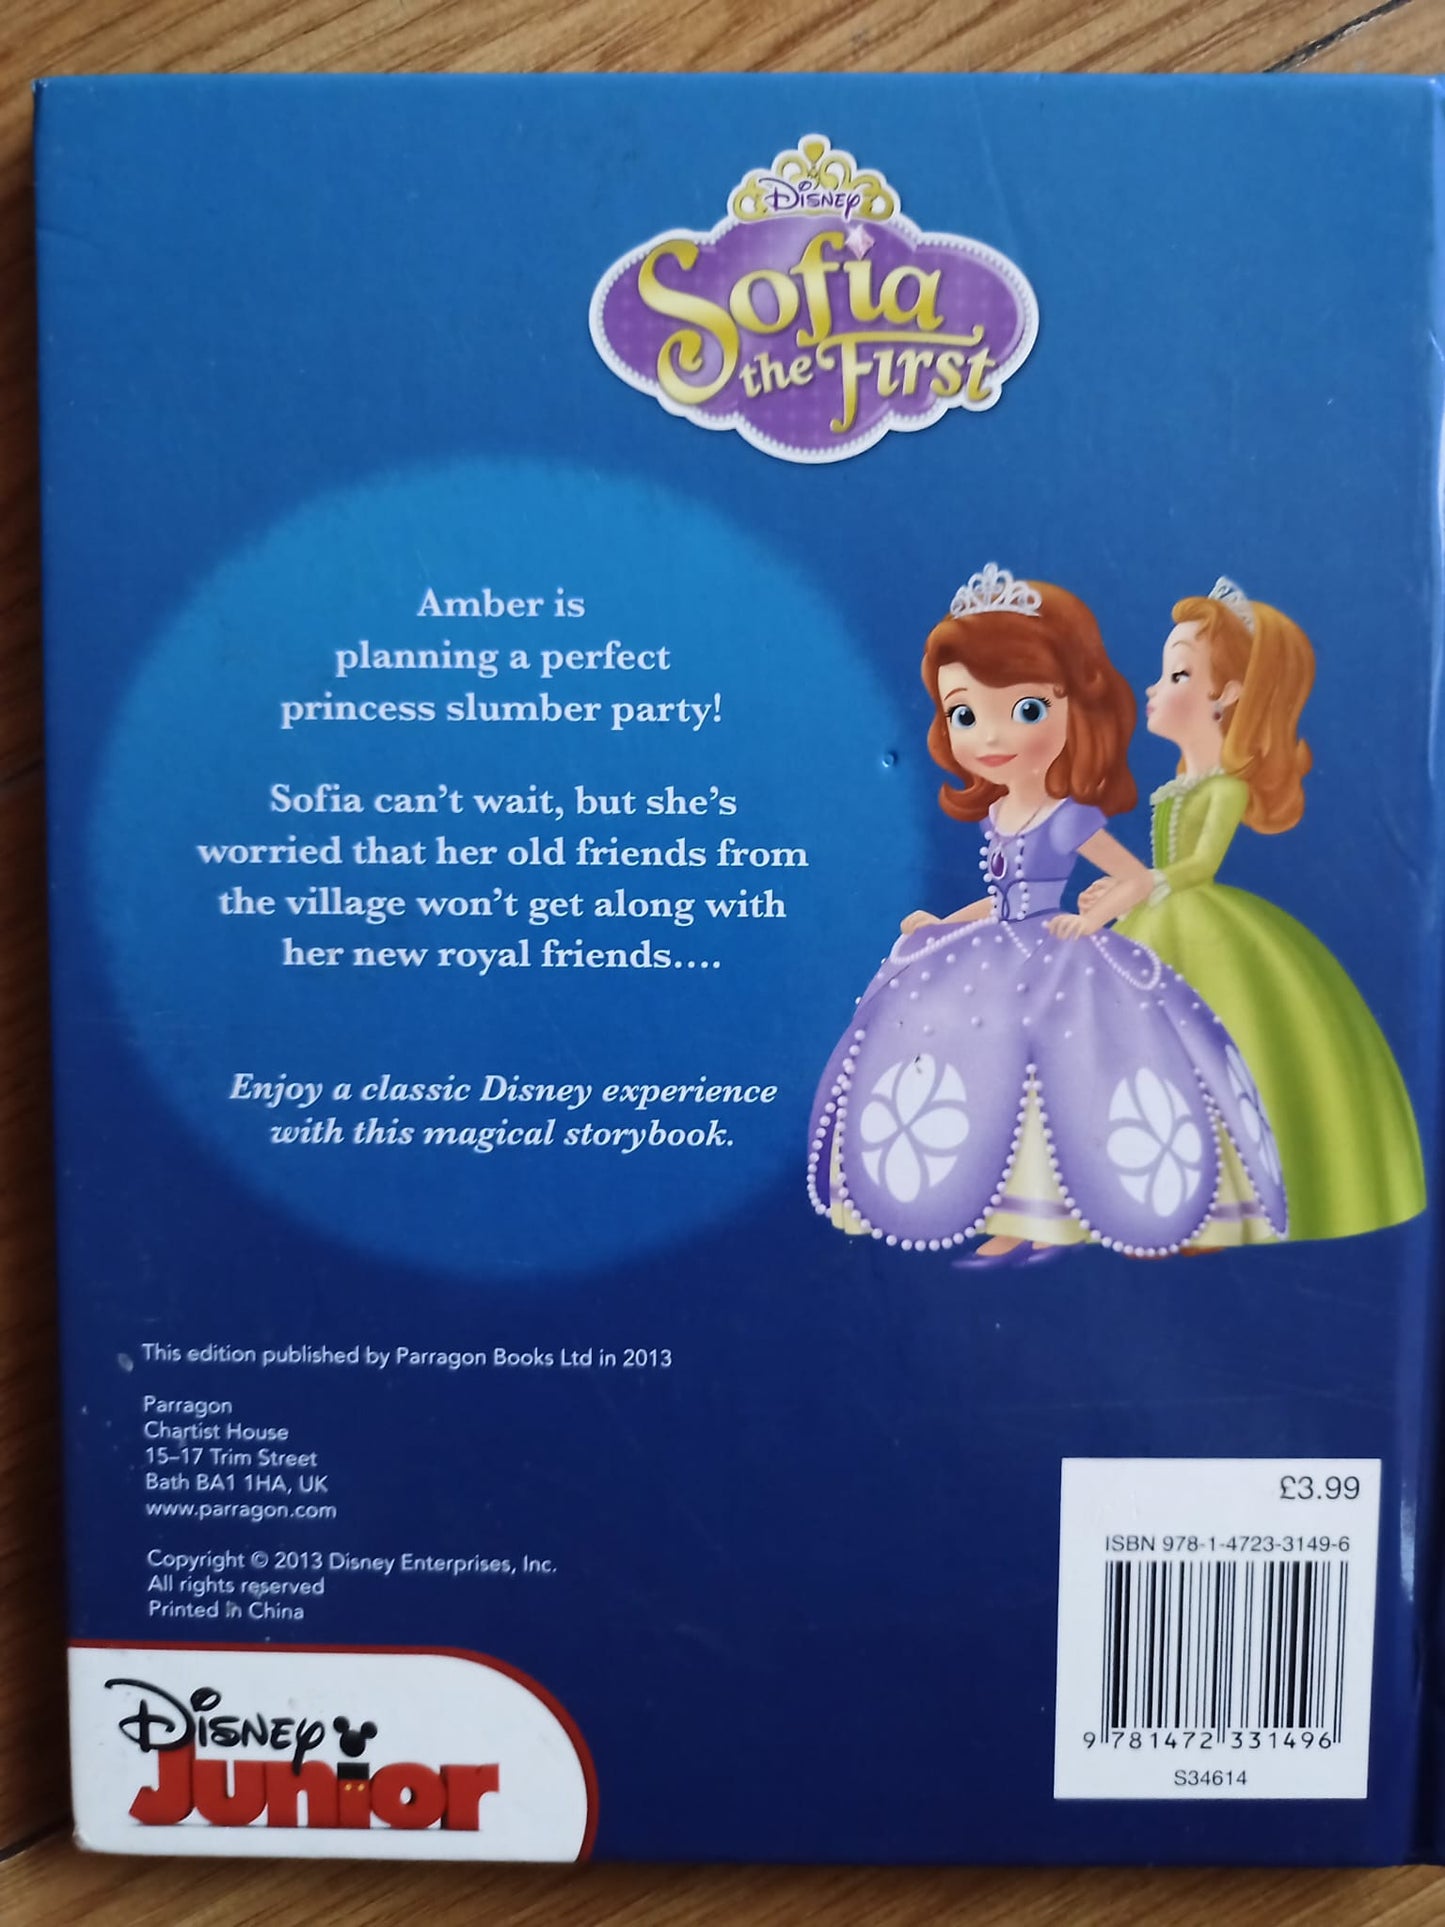 Disney
Sofia
the First
Amber is
planning a perfect
princess slumber party!
Sofia can't wait, but she's
worried that her old friends from
the village won't get along with
her new royal friends....
Enjoy a classic Disney experience
with this magical storybook.
This edition published by Parragon Books Ltd in 2013
Parragon
Chartist House
15–17 Trim Street
Bath BA1 1HA, UK
www.parragon.com
Copyright © 2013 Disney Enterprises, Inc.
All rights reserved
Printed in China
Disney
Junior
£3.99
ISBN 978-1-4723-3149-6
9 781472 331496
S34614